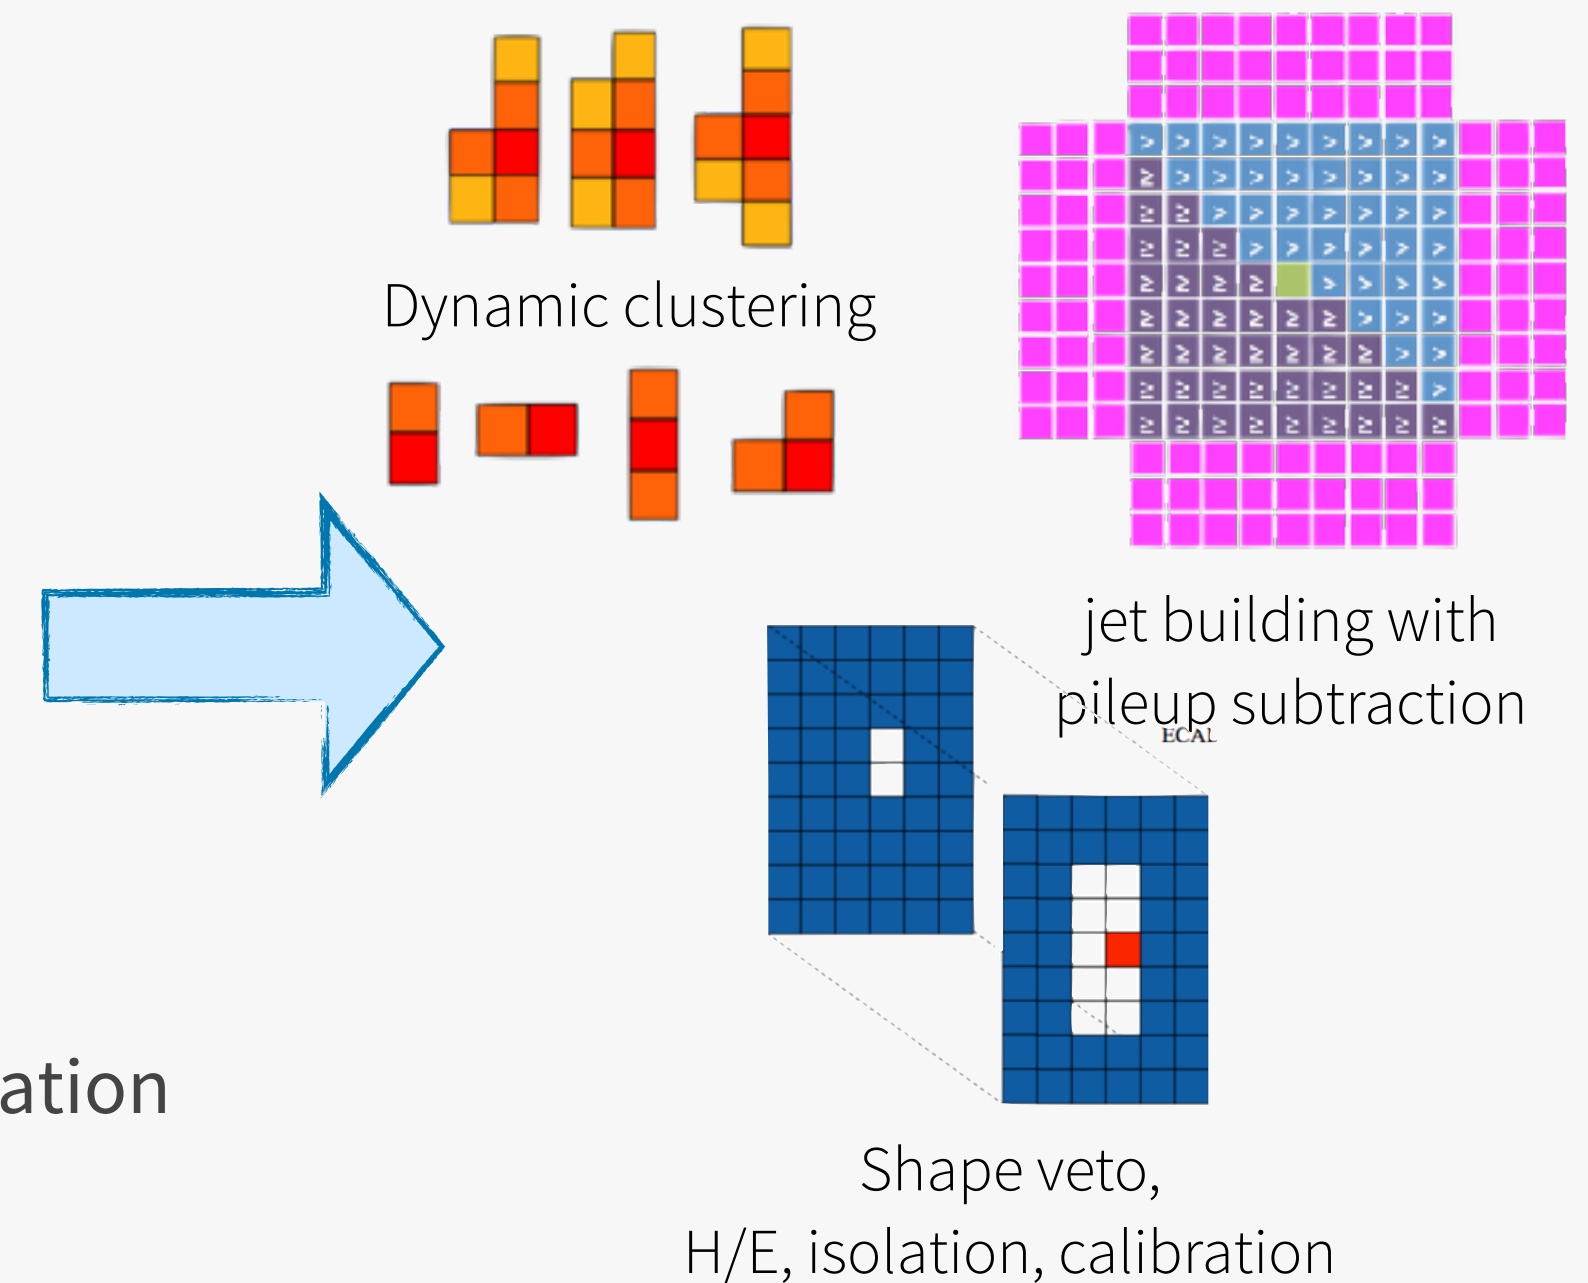 Dynamic clustering
jet building with
pileup subtraction
ECAL
ation
Shape veto,
H/E, isolation, calibration